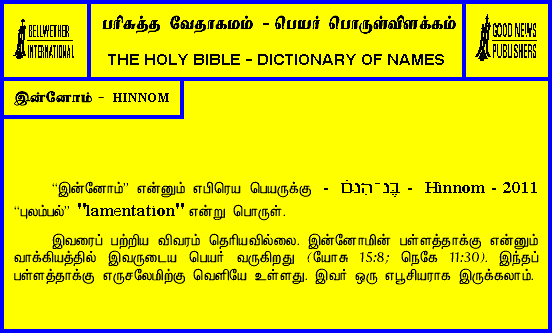 BELLWETHER
INTERNATIONAL
பரிசுத்த வேதாகமம் - பெயர் பொருள்விளக்கம்
THE HOLY BIBLE - DICTIONARY OF NAMES
GOOD NEWS
PUBLISHERS
இன்னோம் - HINNOM
“இன்னோம்” என்னும் எபிரெய பெயருக்கு - בֶּן־הִנֹּם - Hinnom - 2011
“புலம்பல்” "lamentation" என்று பொருள்.
இவரைப் பற்றிய விவரம் தெரியவில்லை. இன்னோமின் பள்ளத்தாக்கு என்னும்
வாக்கியத்தில் இவருடைய பெயர் வருகிறது (யோசு 15:8; நெகே 11:30). இந்தப்
பள்ளத்தாக்கு எருசலேமிற்கு வெளியே உள்ளது. இவர் ஒரு எபூசியராக இருக்கலாம்.